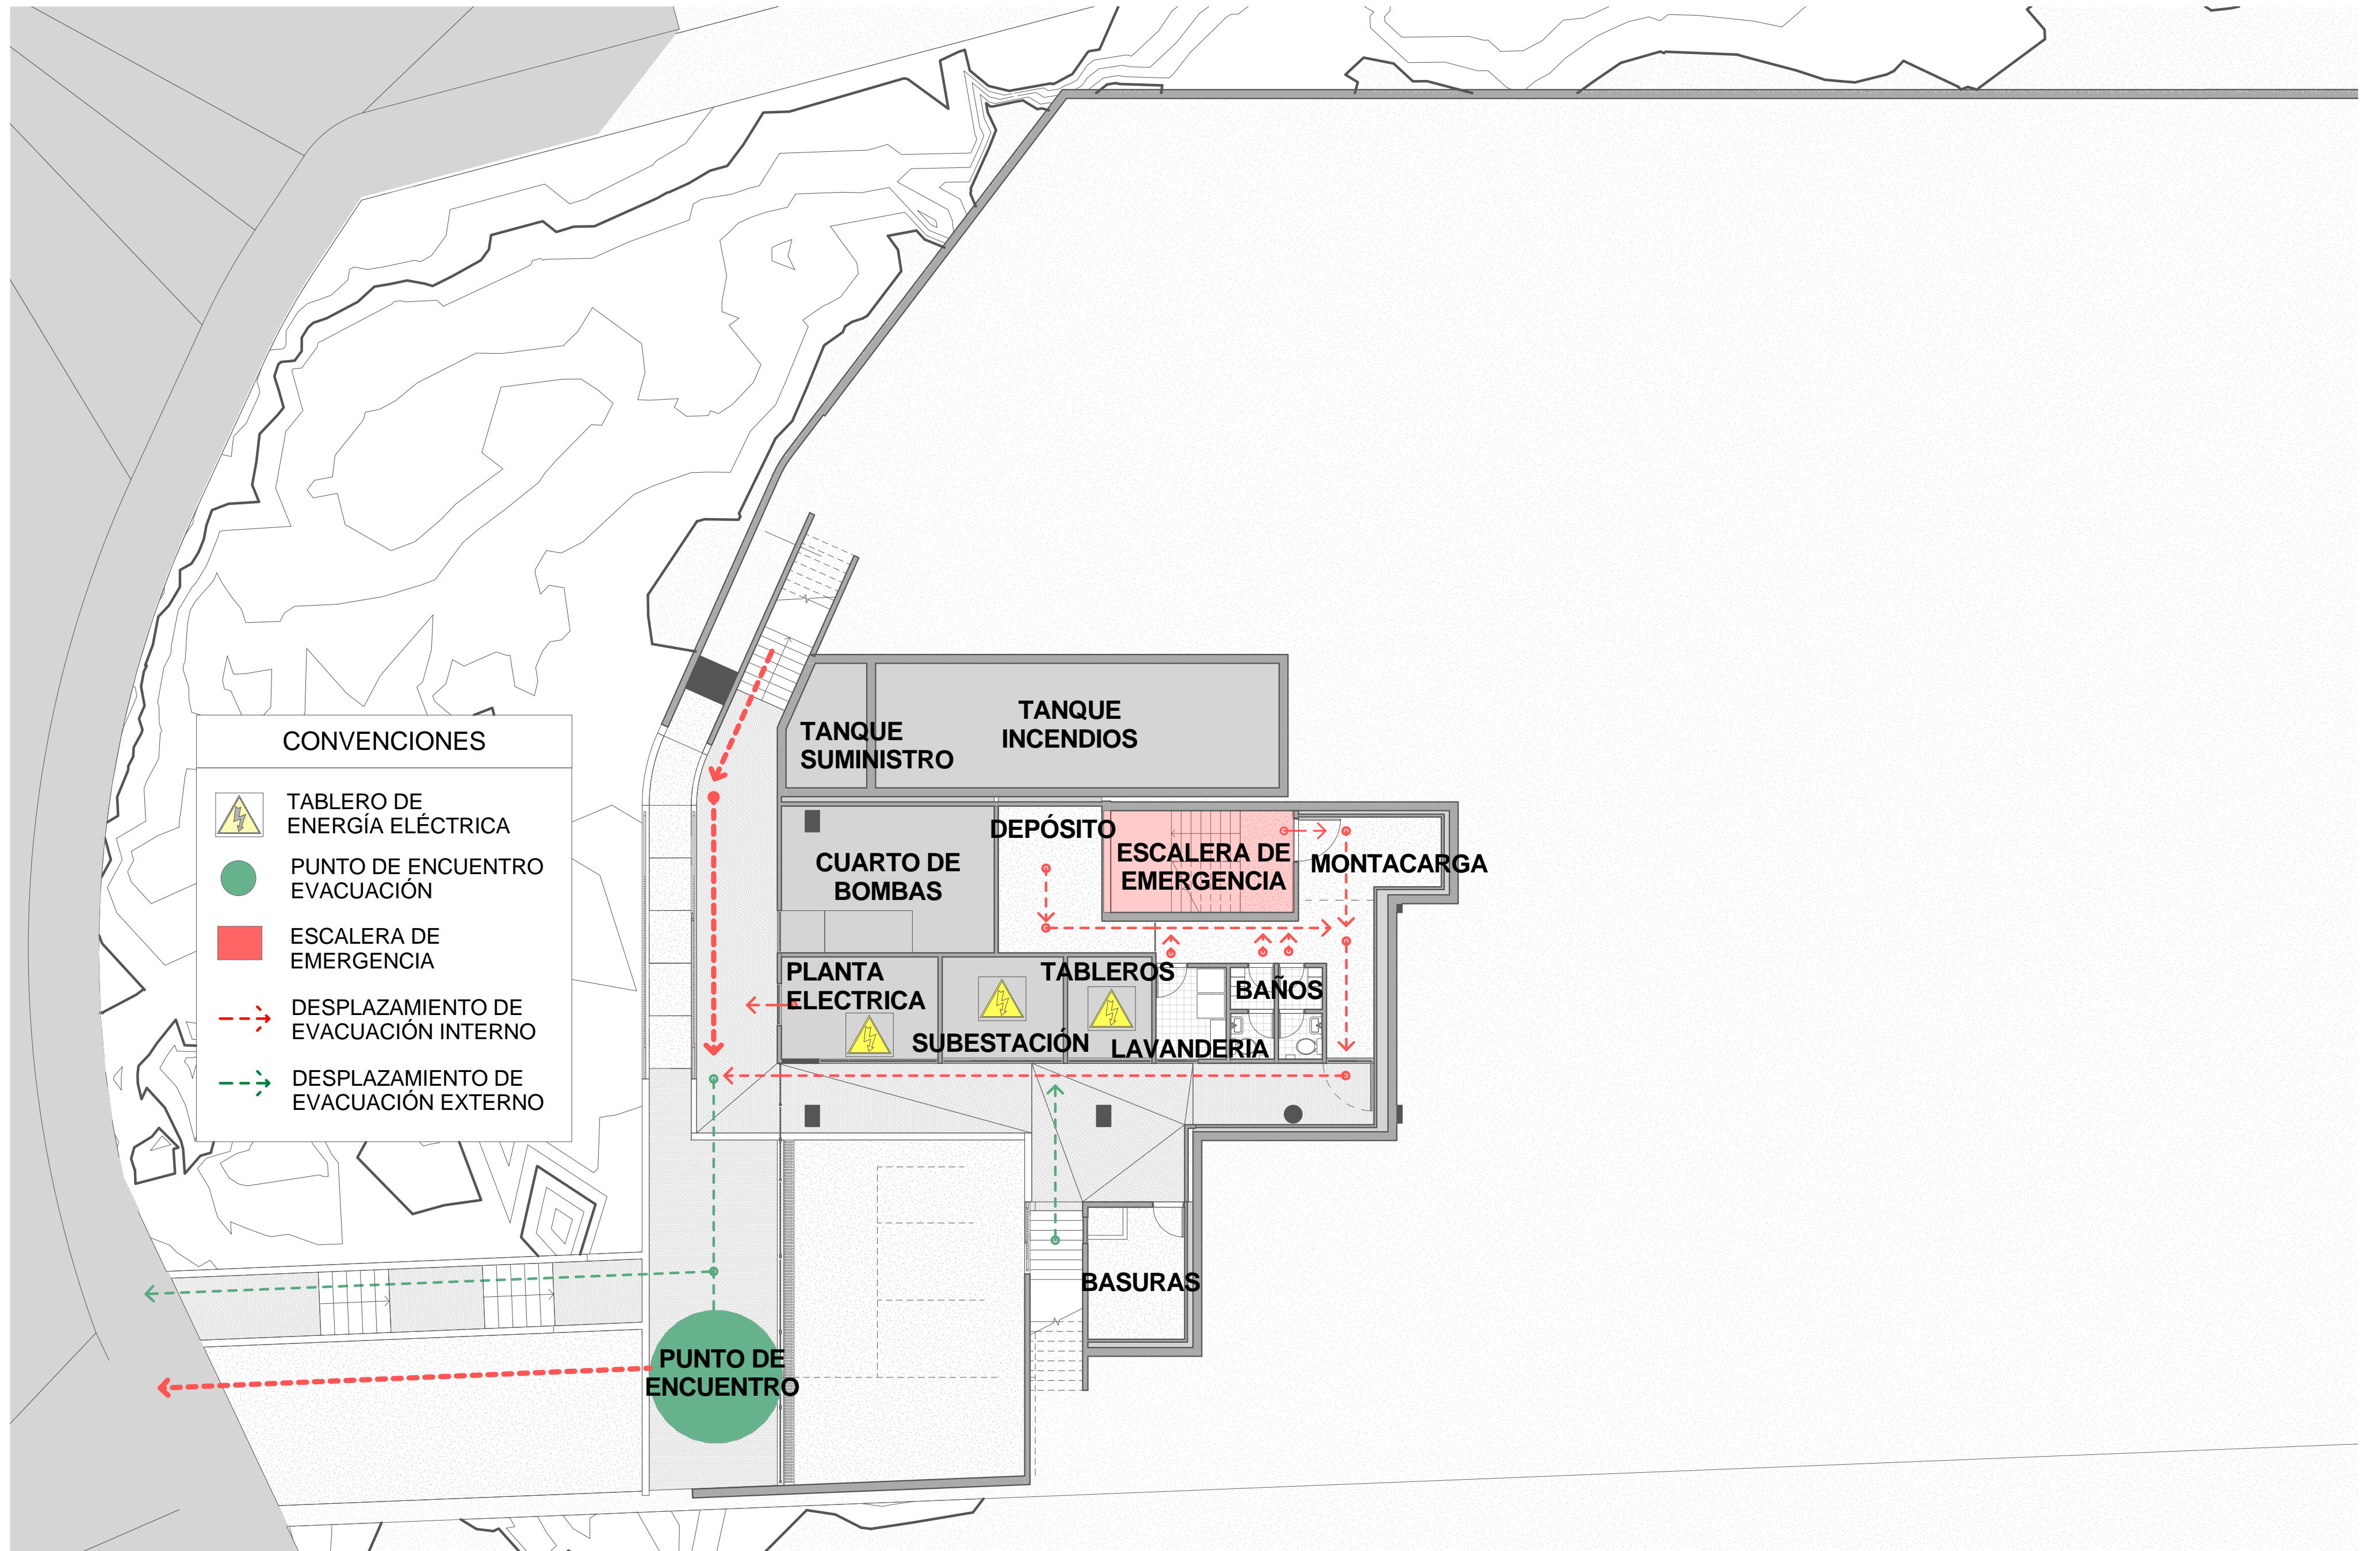 CONVENCIONES
TABLERO DE
ENERGÍA ELÉCTRICA
PUNTO DE ENCUENTRO
EVACUACIÓN
ESCALERA DE
EMERGENCIA
DESPLAZAMIENTO DE
EVACUACIÓN INTERNO
DESPLAZAMIENTO DE
EVACUACIÓN EXTERNO
TANQUE
SUMINISTRO
TANQUE
INCENDIOS
CUARTO DE
BOMBAS
DEPÓSITO
ESCALERA DE
EMERGENCIA
MONTACARGA
PLANTA
ELECTRICA
SUBESTACIÓN
TABLEROS
LAVANDERIA
BAÑOS
BASURAS
PUNTO DE
ENCUENTRO